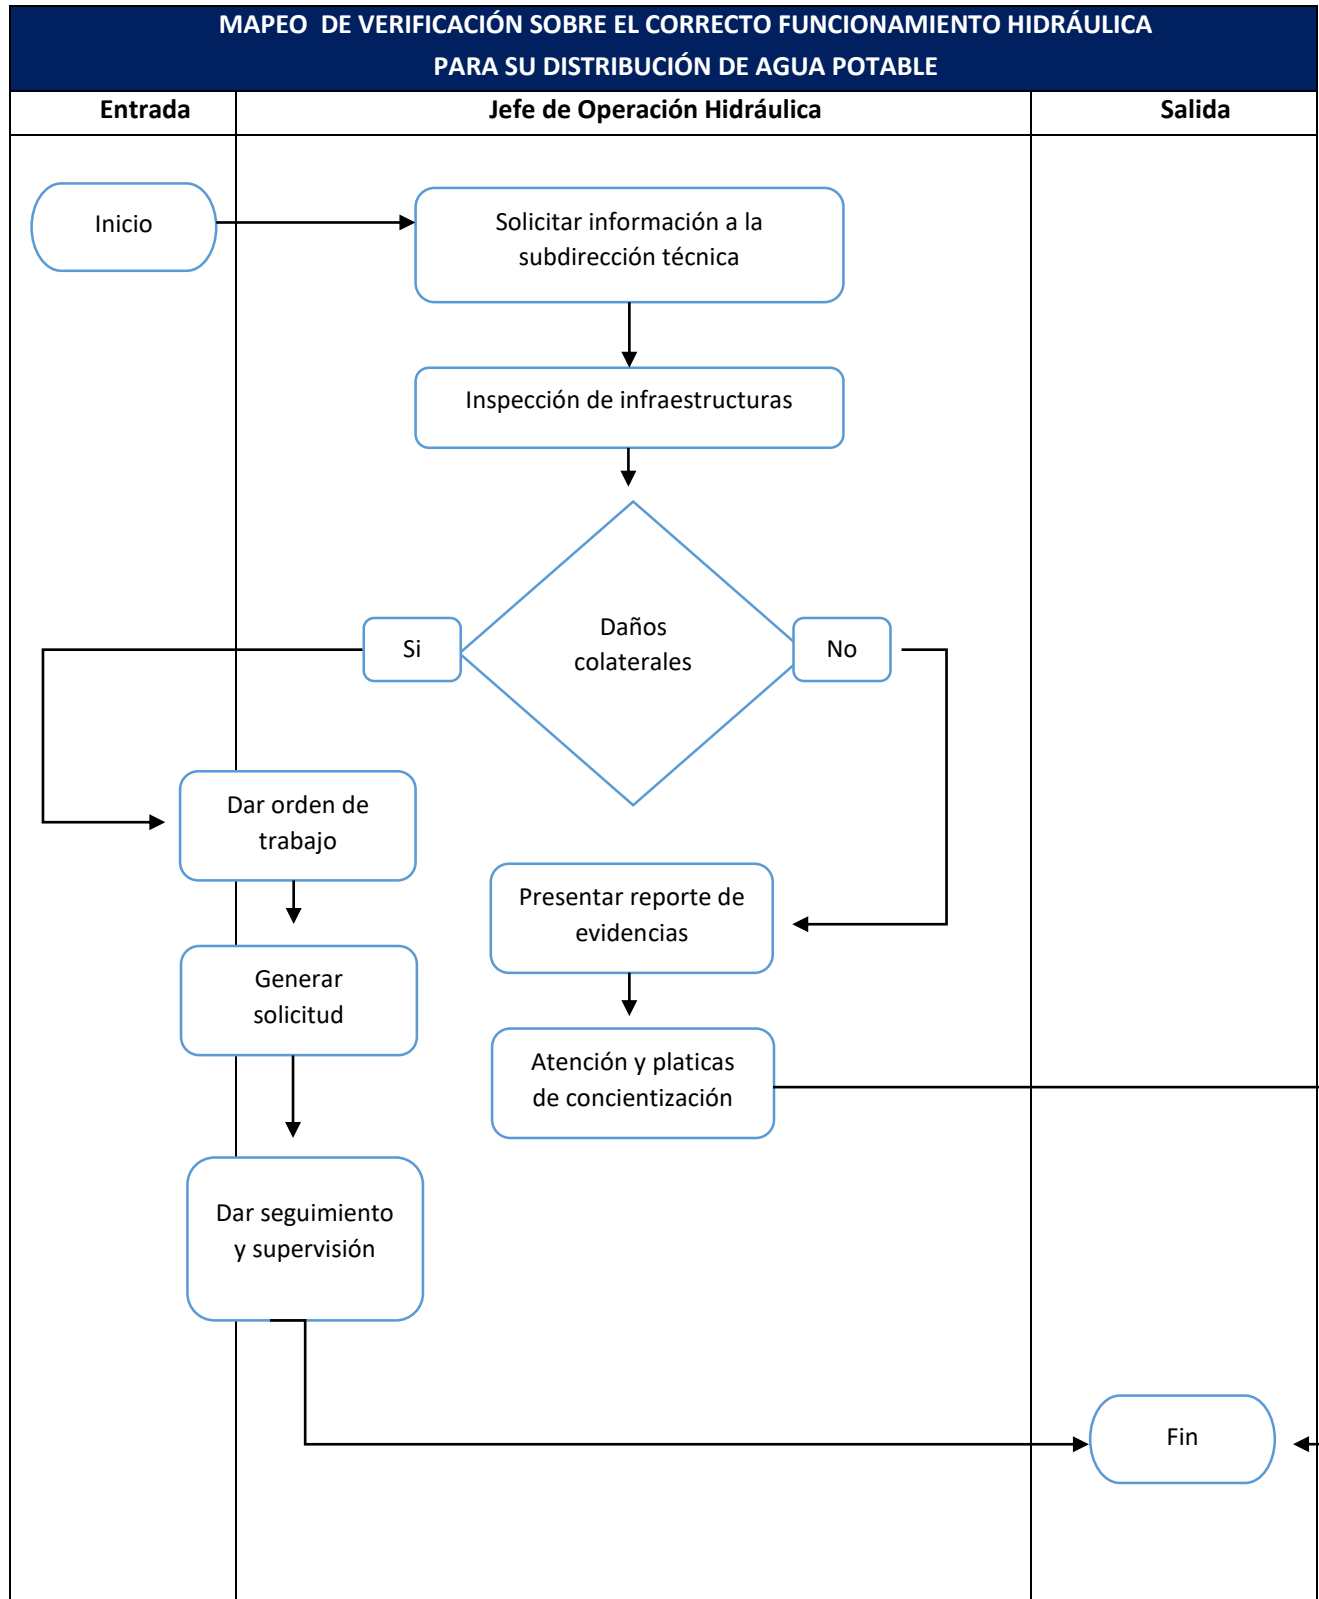 MAPEO  DE VERIFICACIÓN SOBRE EL CORRECTO FUNCIONAMIENTO HIDRÁULICA
PARA SU DISTRIBUCIÓN DE AGUA POTABLE
Entrada
Jefe de Operación Hidráulica
Salida
Inicio
Solicitar información a la
subdirección técnica
Inspección de infraestructuras
Daños
colaterales
Si
No
Dar orden de
trabajo
Presentar reporte de
evidencias
Generar
solicitud
Atención y platicas
de concientización
Dar seguimiento
y supervisión
Fin